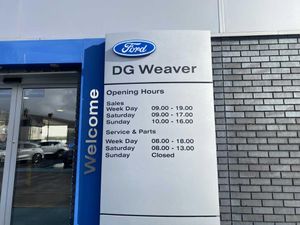 Ford
DG Weaver
Opening Hours
Sales
Week Day 09.00 - 19.00
Saturday 09.00 - 17.00
Sunday 10.00 - 16.00
Service & Parts
Week Day 08.00 - 18.00
Saturday 08.00 - 13.00
Sunday Closed
Welcome